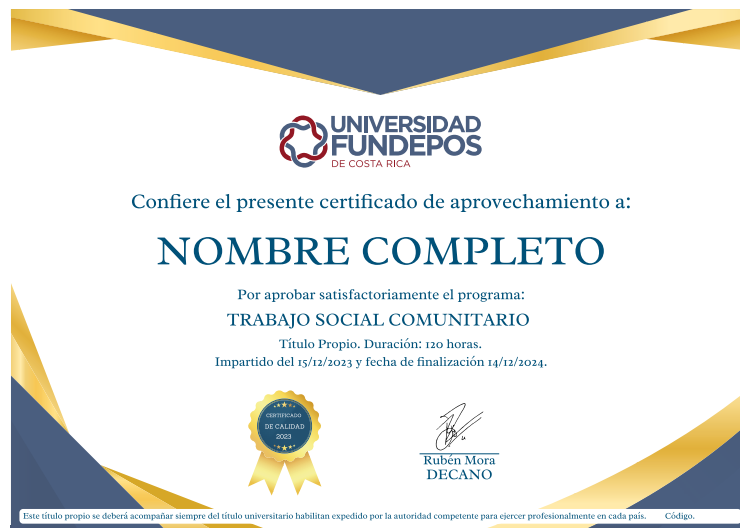 UNIVERSIDAD
FUNDEPOS
DE COSTA RICA
Confiere el presente certificado de aprovechamiento a:
NOMBRE COMPLETO
Por aprobar satisfactoriamente el programa:
TRABAJO SOCIAL COMUNITARIO
Título Propio. Duración: 120 horas.
Impartido del 15/12/2023 y fecha de finalización 14/12/2024.
CERTIFICADO
DE CALIDAD
2023
Rubén Mora
DECANO
Este título propio se deberá acompañar siempre del título universitario habilitan expedido por la autoridad competente para ejercer profesionalmente en cada país. Código.